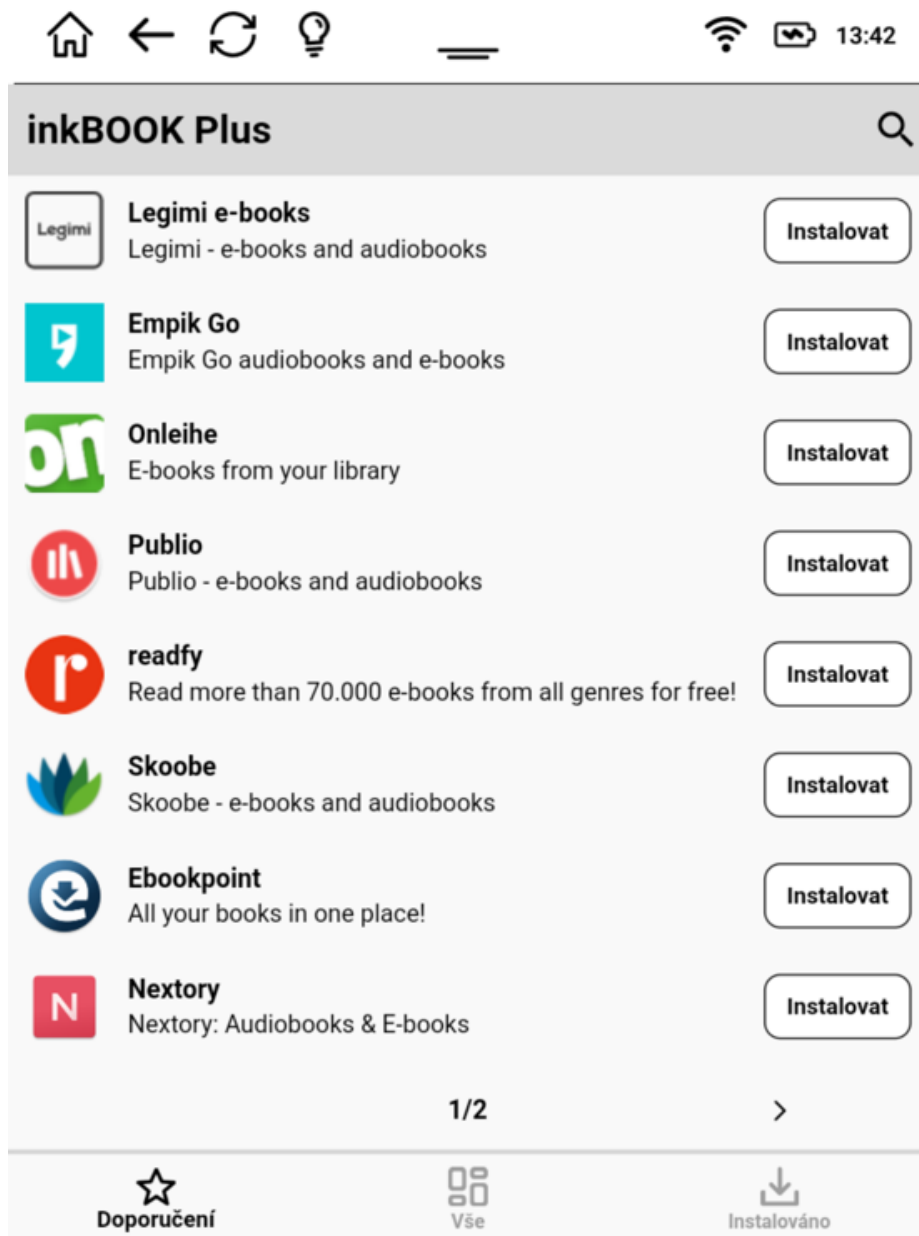 13:42
inkBOOK Plus
Legimi
Legimi e-books
Legimi - e-books and audiobooks
Instalovat
Empik Go
Empik Go audiobooks and e-books
Instalovat
on
Onleihe
E-books from your library
Instalovat
Publio
Publio - e-books and audiobooks
Instalovat
r
readfy
Read more than 70.000 e-books from all genres for free!
Instalovat
Skoobe
Skoobe - e-books and audiobooks
Instalovat
e
Ebookpoint
All your books in one place!
Instalovat
N
Nextory
Nextory: Audiobooks & E-books
Instalovat
1/2
Doporučení
Vše
Instalováno